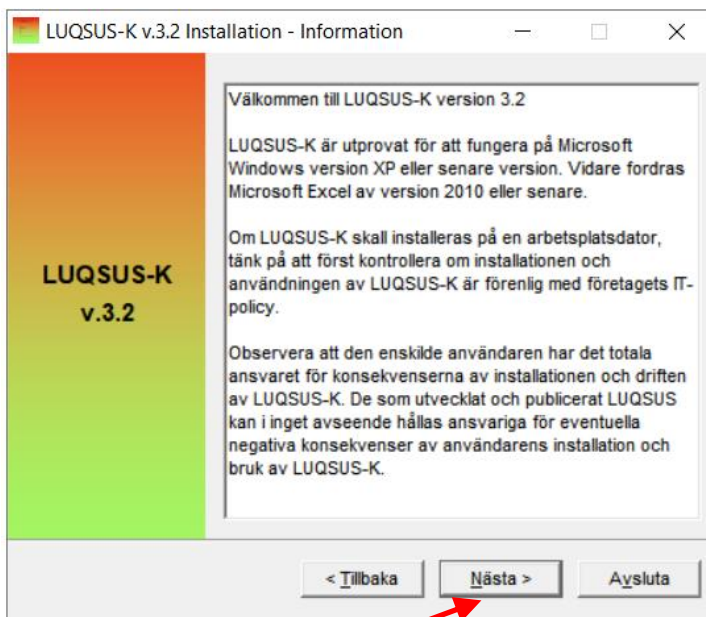 LUQSUS-K v.3.2 Installation - Information
Välkommen till LUQSUS-K version 3.2
LUQSUS-K är utprovat för att fungera på Microsoft
Windows version XP eller senare version. Vidare fordras
Microsoft Excel av version 2010 eller senare.
Om LUQSUS-K skall installeras på en arbetsplatsdator,
tänk på att först kontrollera om installationen och
användningen av LUQSUS-K är förenlig med företagets IT-
policy.
Observera att den enskilde användaren har det totala
ansvaret för konsekvenserna av installationen och driften
av LUQSUS-K. De som utvecklat och publicerat LUQSUS
kan i inget avseende hållas ansvariga för eventuella
negativa konsekvenser av användarens installation och
bruk av LUQSUS-K.
LUQSUS-K
v.3.2
< Tillbaka
Nästa >
Avsluta